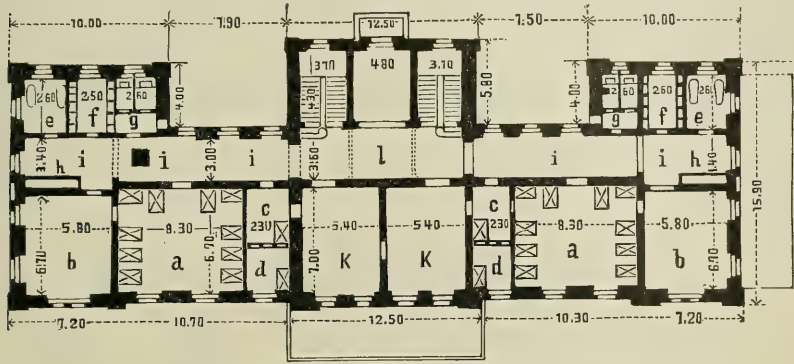 10.00 7.90 12.50 7.50 10.00
3.70 4.80 3.70
5.80
4.00 4.00
2.60 2.50 2 60 2 60 2.60 2.60
e f g g f e
4.30
3.40 h i i 3.00 i 3.60 l i i h 1.40
15.90
c c
5.80 8.30 2.30 5.40 5.40 2.30 8.30 5.80
6.70 b a 6.70 d 7.00 K K d a b 6.70
7.20 10.70 12.50 10.30 7.20